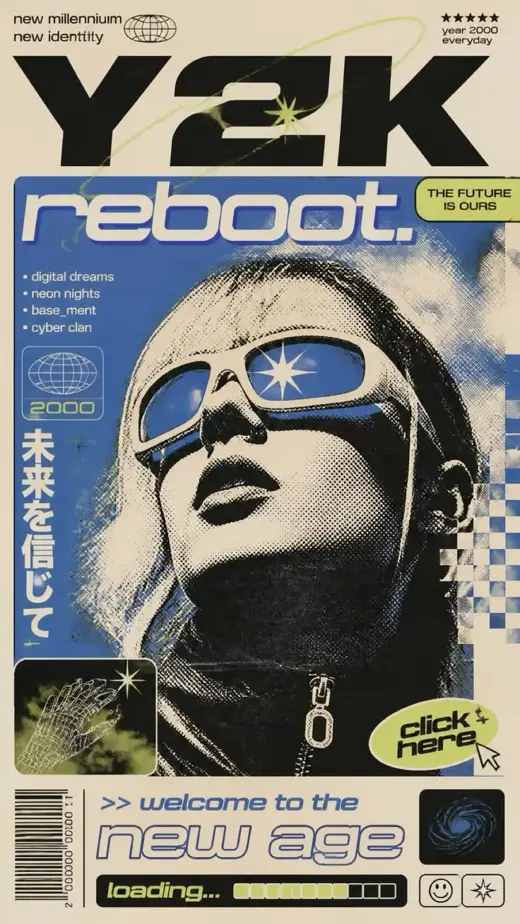 new millennium
new identtity
★★★★★
year 2000
everyday
Y2K
reboot.
THE FUTURE
IS OURS
• digital dreams
• neon nights
• base_ment
• cyber clan
2000
未来を信じて
click
here
>> welcome to the
new age
loading...